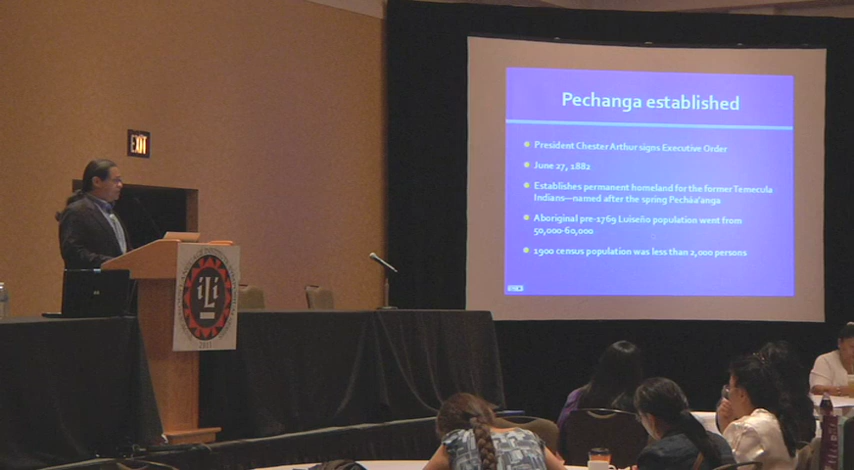 EXIT
Pechanga established
President Chester Arthur signs Executive Order
June 27, 1882
Establishes permanent homeland for the former Temecula
Indians—named after the spring Pecháa'anga
Aboriginal pre-1769 Luiseño population went from
50,000-60,000
1900 census population was less than 2,000 persons
iLi